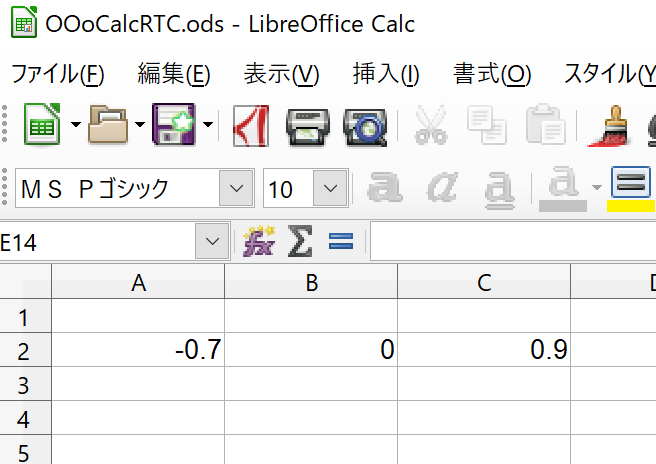 OOoCalcRTC.ods - LibreOffice Calc
ファイル(F) 編集(E) 表示(V) 挿入(I) 書式(O) スタイル(Y
ＭＳ Ｐゴシック 10
E14
A B C
1
2 -0.7 0 0.9
3
4
5